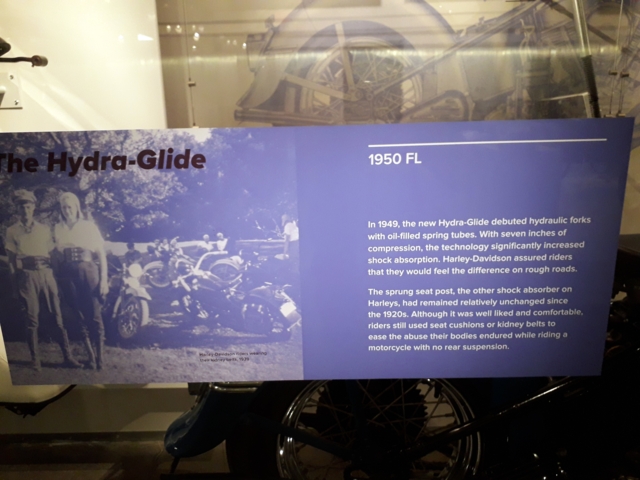 The Hydra-Glide
1950 FL
In 1949, the new Hydra-Glide debuted hydraulic forks
with oil-filled spring tubes. With seven inches of
compression, the technology significantly increased
shock absorption. Harley-Davidson assured riders
that they would feel the difference on rough roads.
The sprung seat post, the other shock absorber on
Harleys, had remained relatively unchanged since
the 1920s. Although it was well liked and comfortable,
riders still used seat cushions or kidney belts to
ease the abuse their bodies endured while riding a
motorcycle with no rear suspension.
Harley-Davidson riders wearing